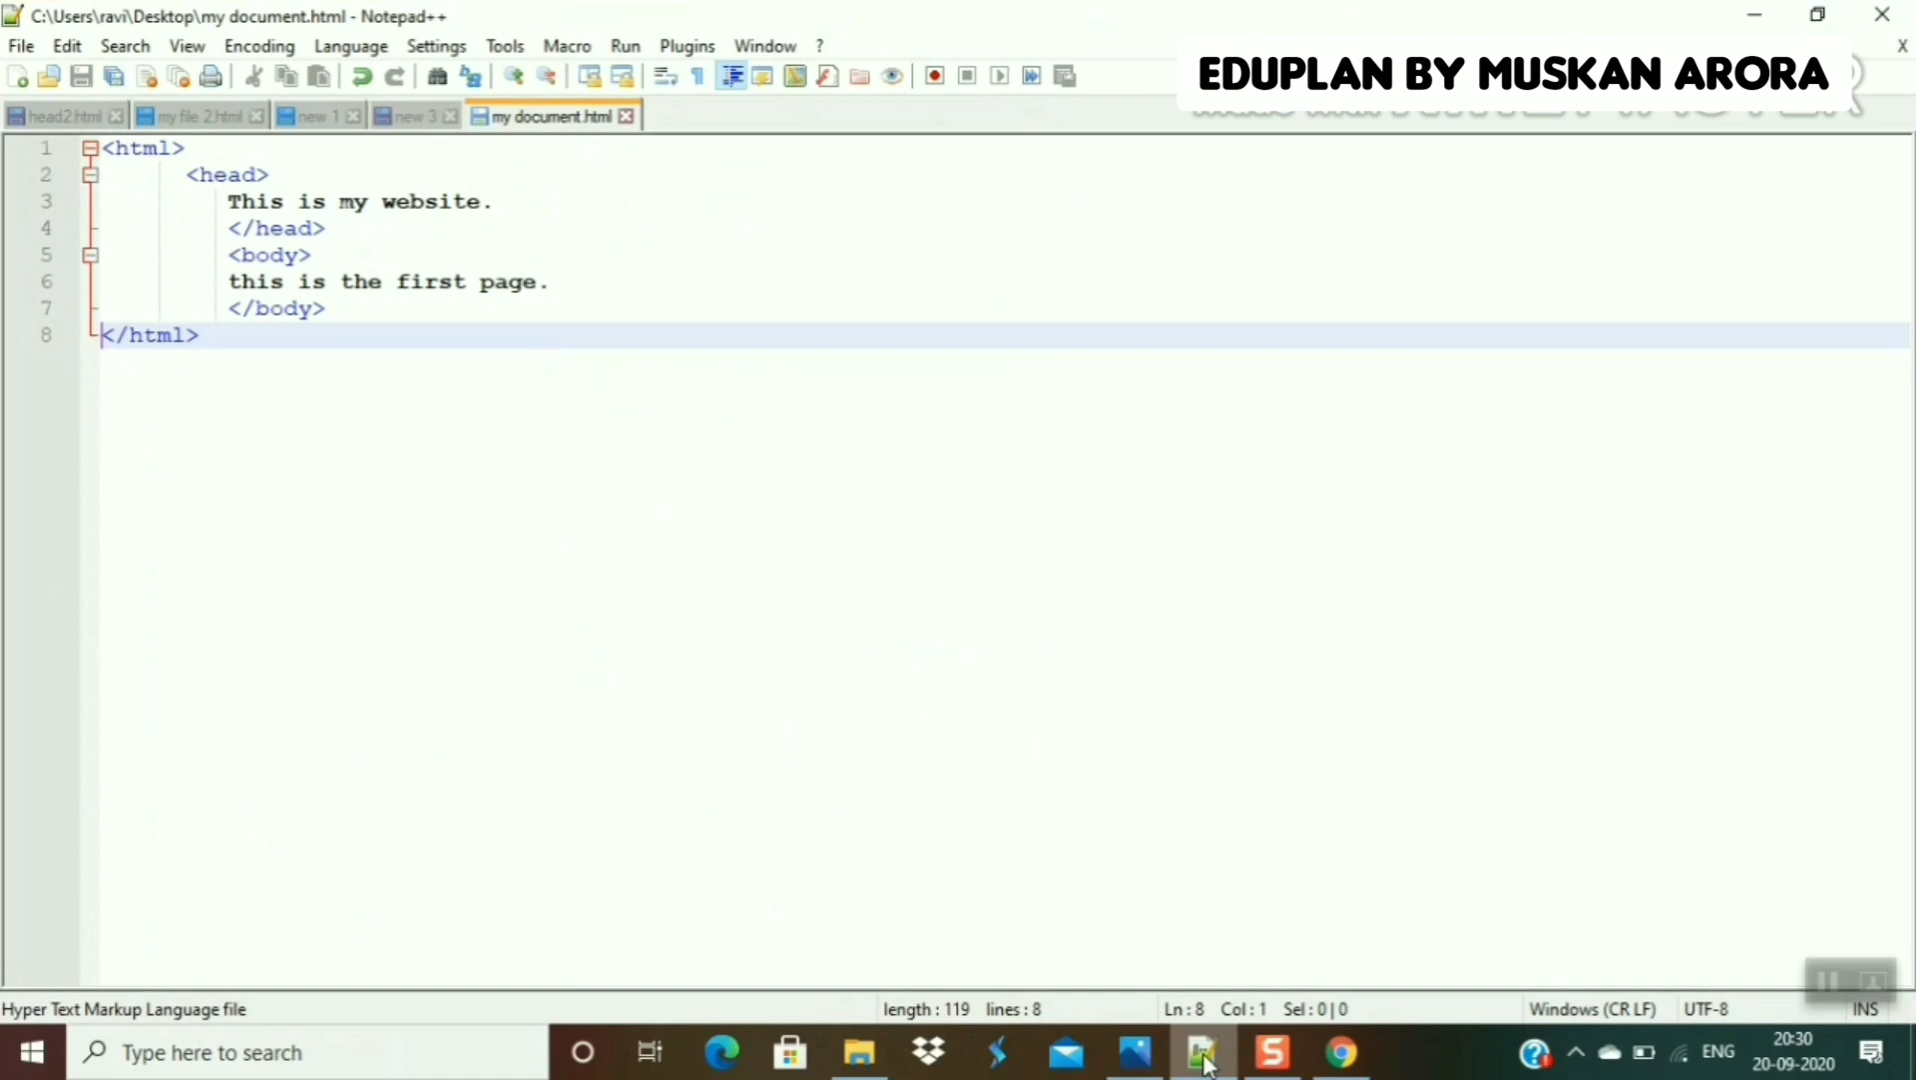 C:\Users\ravi\Desktop\my document.html - Notepad++
File Edit Search View Encoding Language Settings Tools Macro Run Plugins Window ? X
EDUPLAN BY MUSKAN ARORA
head2.html my file 2.html new 1 new 3 my document.html
1 <html>
2 <head>
3 This is my website.
4 </head>
5 <body>
6 this is the first page.
7 </body>
8 </html>
Hyper Text Markup Language file length : 119 lines : 8 Ln : 8 Col : 1 Sel : 0 | 0 Windows (CR LF) UTF-8 INS
Type here to search ENG 20:30
20-09-2020